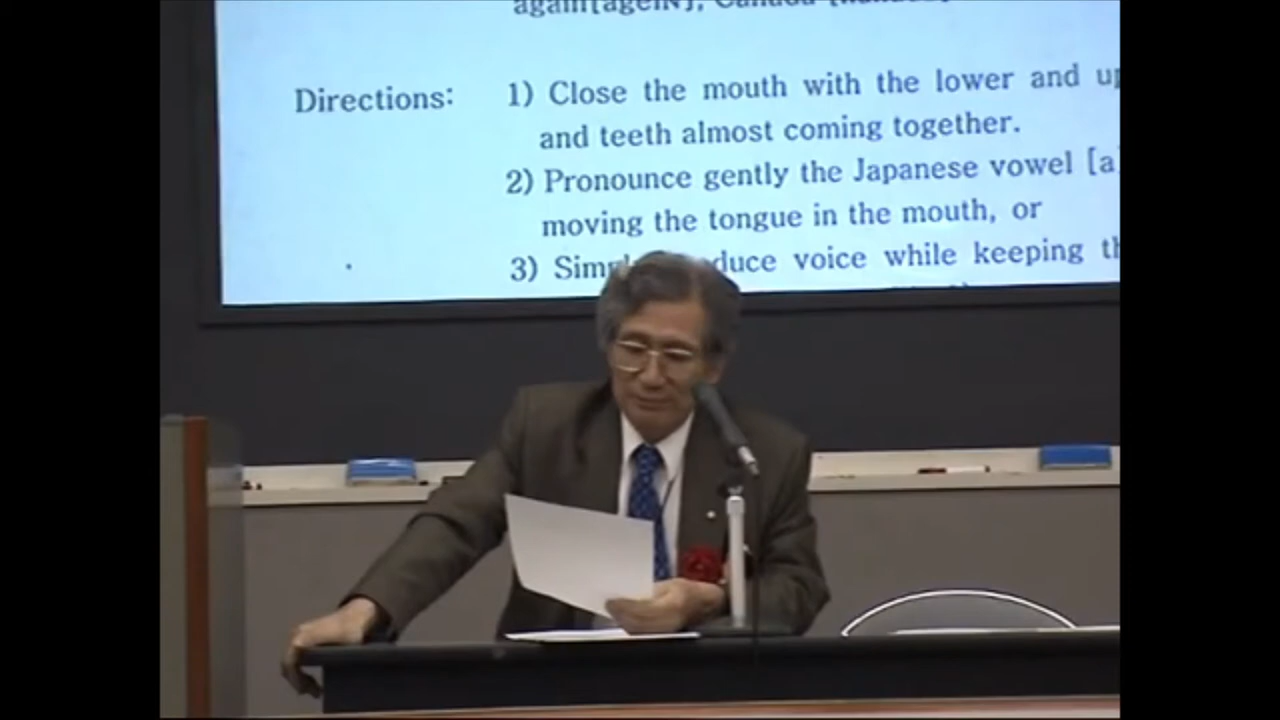 Directions: 1) Close the mouth with the lower and
and teeth almost coming together.
2) Pronounce gently the Japanese vowel [a
moving the tongue in the mouth, or
3) voice while keeping